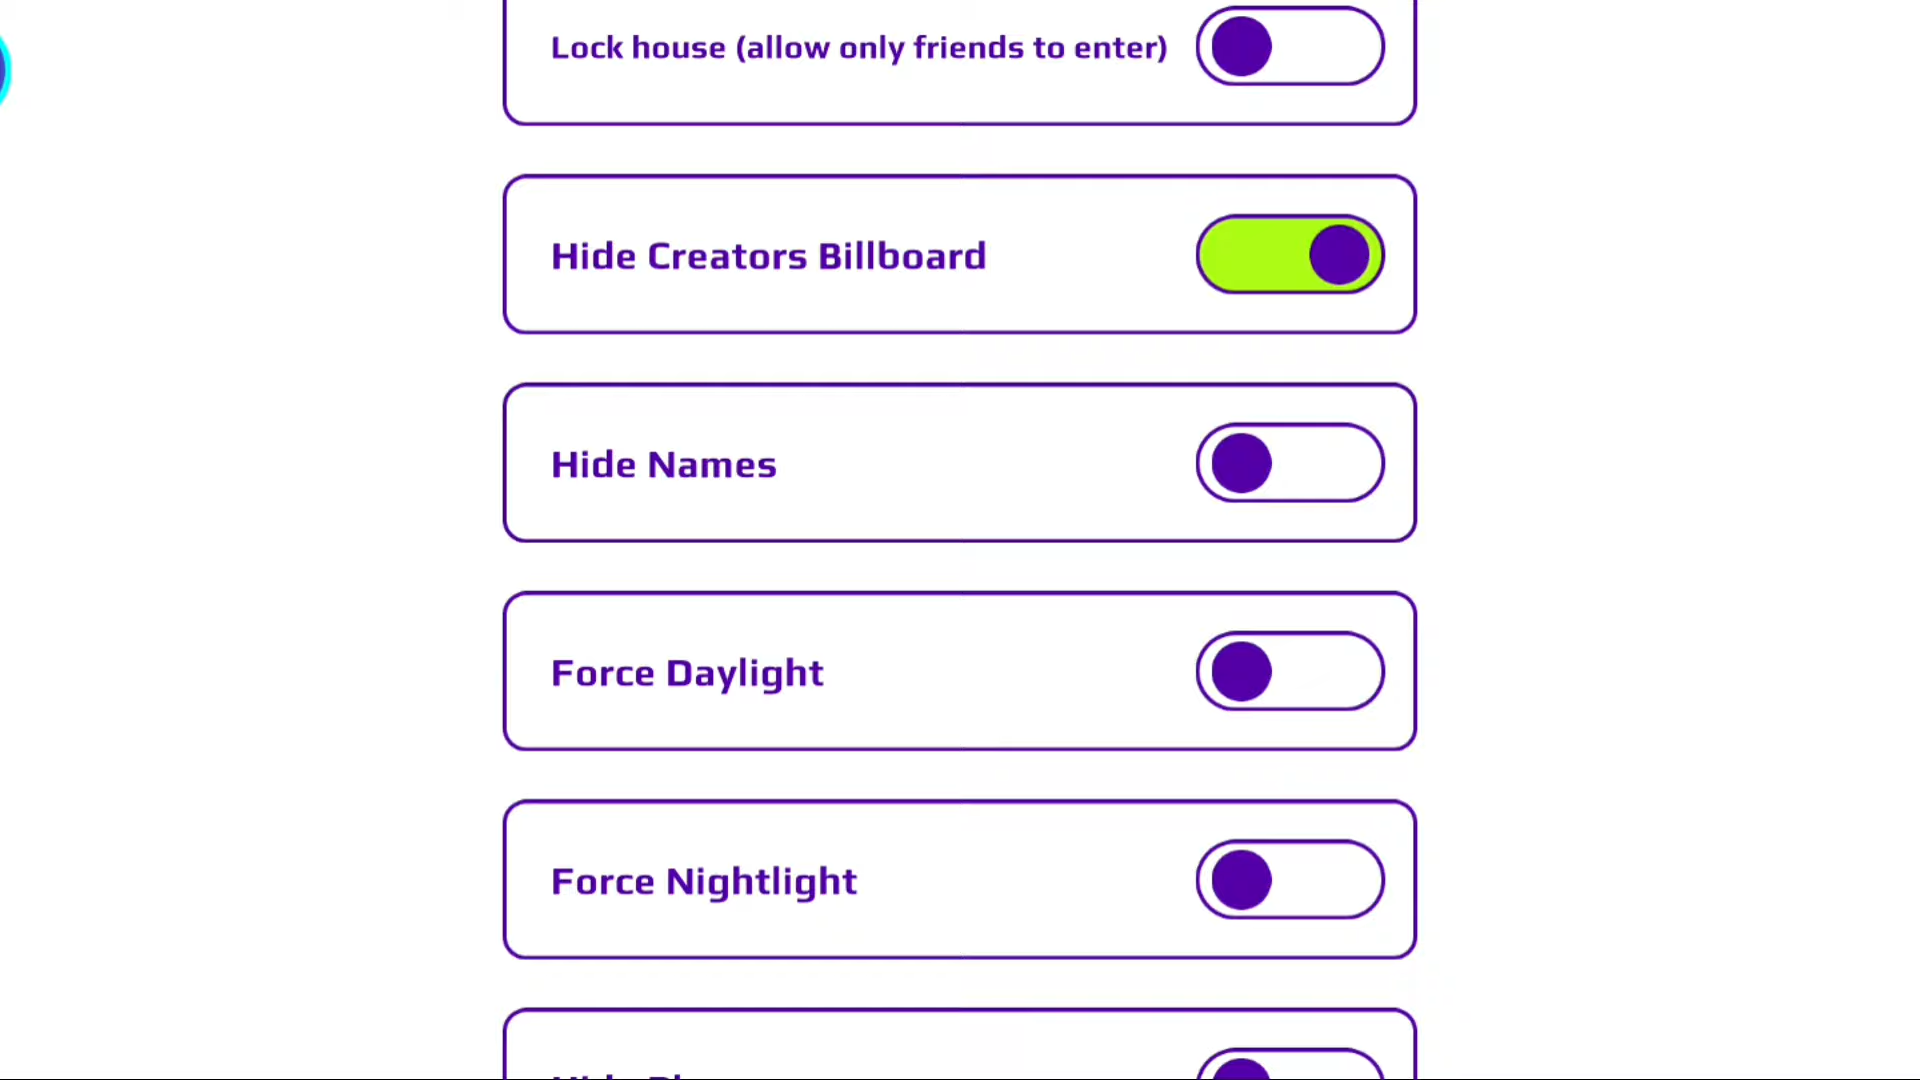 Lock house (allow only friends to enter)
Hide Creators Billboard
Hide Names
Force Daylight
Force Nightlight